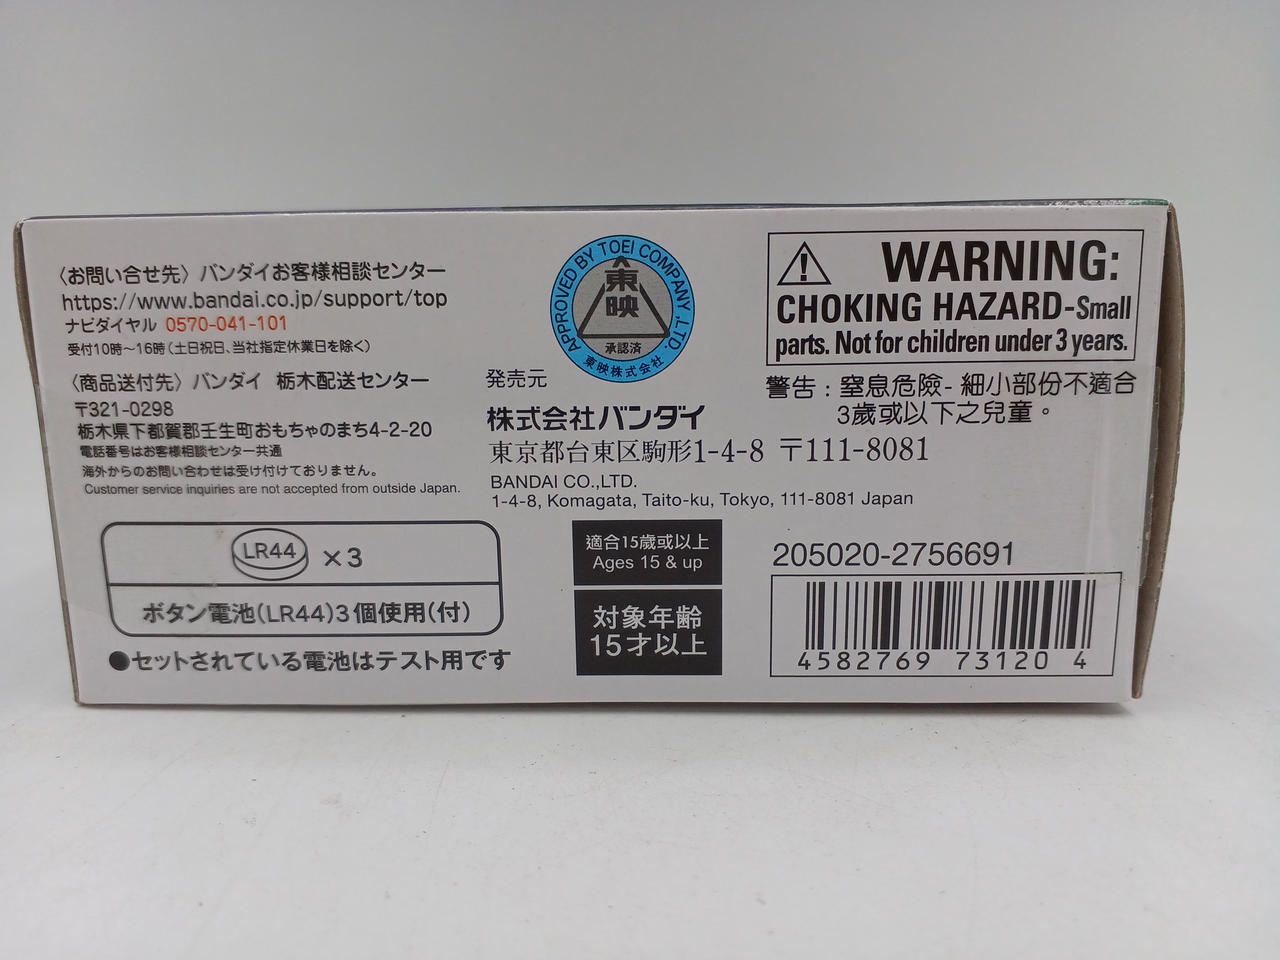 〈お問い合せ先〉バンダイお客様相談センター
https://www.bandai.co.jp/support/top
ナビダイヤル 0570-041-101
受付10時〜16時(土日祝日、当社指定休業日を除く)
〈商品送付先〉バンダイ 栃木配送センター
〒321-0298
栃木県下都賀郡壬生町おもちゃのまち4-2-20
電話番号はお客様相談センター共通
海外からのお問い合わせは受け付けておりません。
Customer service inquiries are not accepted from outside Japan.
LR44 ×3
ボタン電池(LR44)3個使用(付)
●セットされている電池はテスト用です
APPROVED BY TOEI COMPANY.,LTD.
東映
承認済
東映株式会社
発売元
株式会社バンダイ
東京都台東区駒形1-4-8 〒111-8081
BANDAI CO.,LTD.
1-4-8, Komagata, Taito-ku, Tokyo, 111-8081 Japan
適合15歲或以上
Ages 15 & up
対象年齢
15才以上
WARNING:
CHOKING HAZARD-Small
parts. Not for children under 3 years.
警告：窒息危險-細小部份不適合
3歲或以下之兒童。
205020-2756691
4582769 73120 4